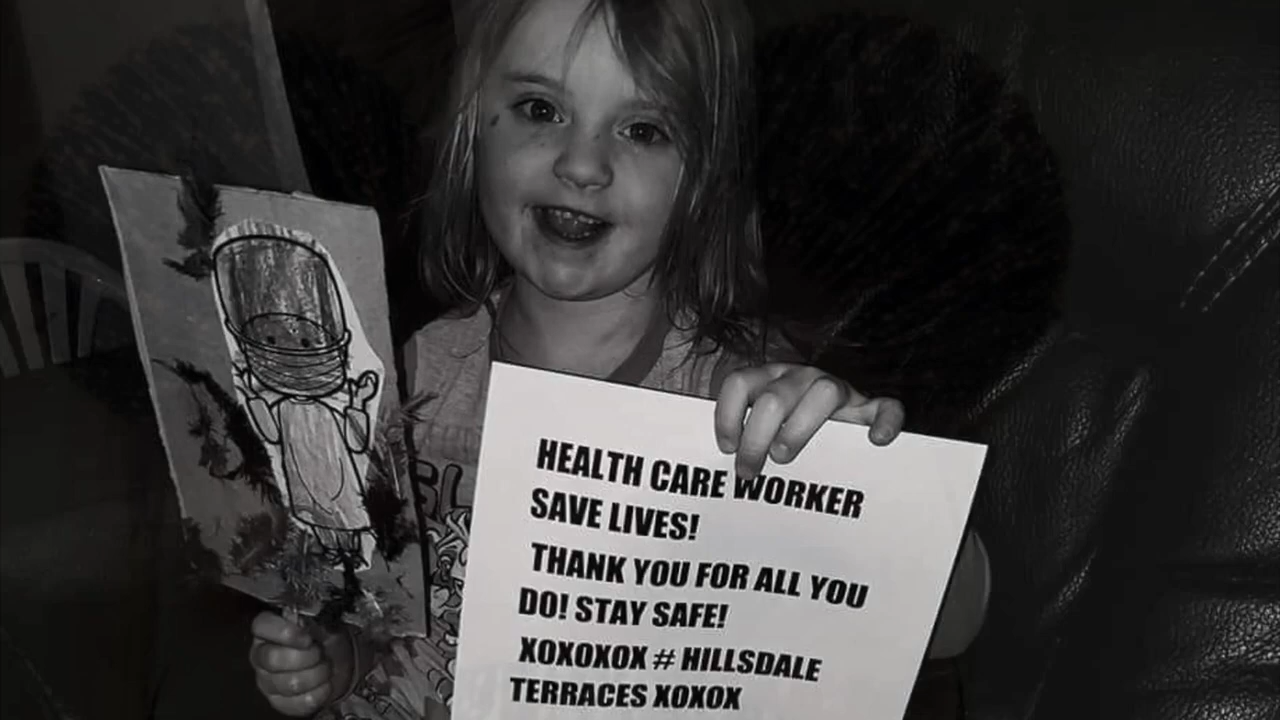 HEALTH CARE WORKER
SAVE LIVES!
THANK YOU FOR ALL YOU
DO! STAY SAFE!
XOXOXOX # HILLSDALE
TERRACES XOXOX